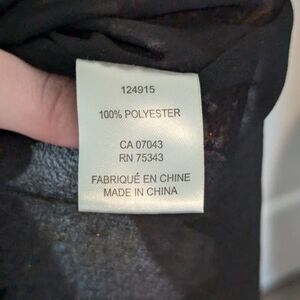 124915
100% POLYESTER
CA 07043
RN 75343
FABRIQUÉ EN CHINE
MADE IN CHINA